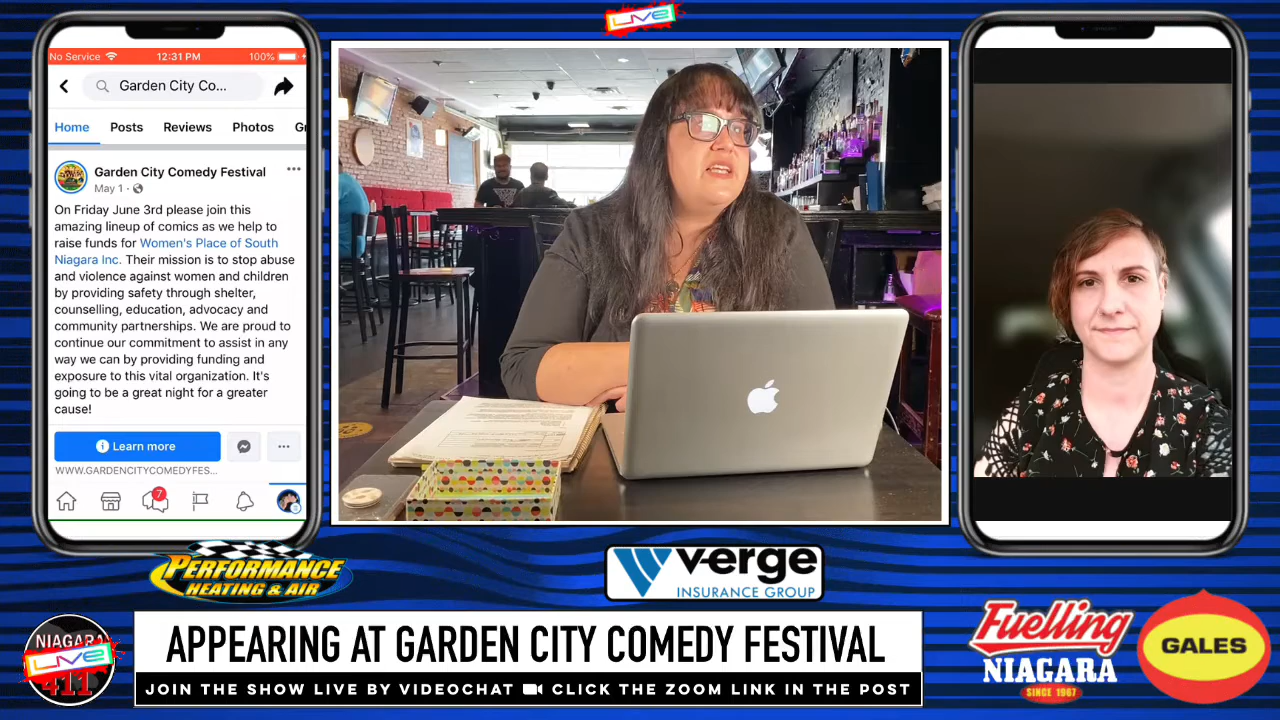 LIVE
No Service 12:31 PM 100%
Garden City Co...
Home Posts Reviews Photos Gr
Garden City Comedy Festival
May 1 ·
On Friday June 3rd please join this
amazing lineup of comics as we help to
raise funds for Women's Place of South
Niagara Inc. Their mission is to stop abuse
and violence against women and children
by providing safety through shelter,
counselling, education, advocacy and
community partnerships. We are proud to
continue our commitment to assist in any
way we can by providing funding and
exposure to this vital organization. It's
going to be a great night for a greater
cause!
Learn more
WWW.GARDENCITYCOMEDYFES...
7
PERFORMANCE
HEATING & AIR
V-erge
INSURANCE GROUP
NIAGARA
LIVE
411
APPEARING AT GARDEN CITY COMEDY FESTIVAL
JOIN THE SHOW LIVE BY VIDEOCHAT CLICK THE ZOOM LINK IN THE POST
Fuelling
NIAGARA
SINCE 1967
GALES